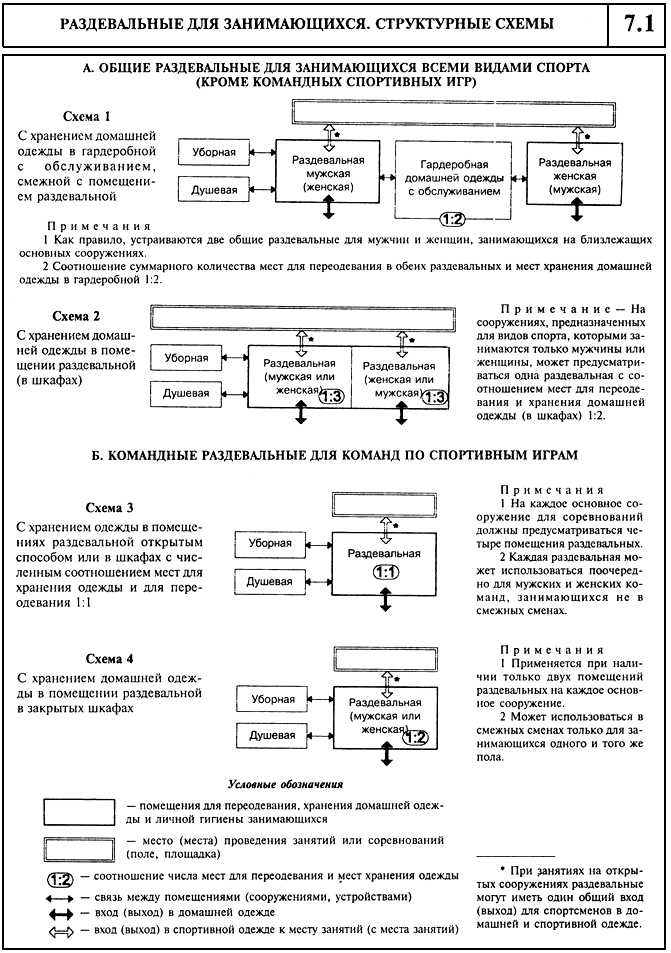 РАЗДЕВАЛЬНЫЕ ДЛЯ ЗАНИМАЮЩИХСЯ. СТРУКТУРНЫЕ СХЕМЫ
7.1
А. ОБЩИЕ РАЗДЕВАЛЬНЫЕ ДЛЯ ЗАНИМАЮЩИХСЯ ВСЕМИ ВИДАМИ СПОРТА
(КРОМЕ КОМАНДНЫХ СПОРТИВНЫХ ИГР)
Схема 1
С хранением домашней
одежды в гардеробной
с обслуживанием,
смежной с помещени-
ем раздевальной
*
*
Уборная
Душевая
Раздевальная
мужская
(женская)
Гардеробная
домашней одежды
с обслуживанием
1:2
Раздевальная
женская
(мужская)
Примечания
1 Как правило, устраиваются две общие раздевальные для мужчин и женщин, занимающихся на близлежащих
основных сооружениях.
2 Соотношение суммарного количества мест для переодевания в обеих раздевальных и мест хранения домашней
одежды в гардеробной 1:2.
Схема 2
С хранением домаш-
ней одежды в поме-
щении раздевальной
(в шкафах)
*
*
Уборная
Душевая
Раздевальная
(мужская или
женская)
1:3
Раздевальная
(женская или
мужская)
1:3
Примечание — На
сооружениях, предназначенных
для видов спорта, которыми за-
нимаются только мужчины или
женщины, может предусматри-
ваться одна раздевальная с со-
отношением мест для переоде-
вания и хранения домашней
одежды (в шкафах) 1:2.
Б. КОМАНДНЫЕ РАЗДЕВАЛЬНЫЕ ДЛЯ КОМАНД ПО СПОРТИВНЫМ ИГРАМ
Схема 3
С хранением одежды в помеще-
ниях раздевальной открытым
способом или в шкафах с чис-
ленным соотношением мест для
хранения одежды и для пере-
одевания 1:1
*
Уборная
Душевая
Раздевальная
1:1
Примечания
1 На каждое основное со-
оружение для соревнований
должны предусматриваться че-
тыре помещения раздевальных.
2 Каждая раздевальная мо-
жет использоваться поочеред-
но для мужских и женских ко-
манд, занимающихся не в
смежных сменах.
Схема 4
С хранением домашней одеж-
ды в помещении раздевальной
в закрытых шкафах
*
Уборная
Душевая
Раздевальная
(мужская или
женская)
1:2
Примечания
1 Применяется при нали-
чии только двух помещений
раздевальных на каждое основ-
ное сооружение.
2 Может использоваться в
смежных сменах только для за-
нимающихся одного и того же
пола.
Условные обозначения
— помещения для переодевания, хранения домашней одеж-
ды и личной гигиены занимающихся
— место (места) проведения занятий или соревнований
(поле, площадка)
1:2 — соотношение числа мест для переодевания и мест хранения одежды
— связь между помещениями (сооружениями, устройствами)
— вход (выход) в домашней одежде
— вход (выход) в спортивной одежде к месту занятий (с места занятий)
* При занятиях на откры-
тых сооружениях раздевальные
могут иметь один общий вход
(выход) для спортсменов в до-
машней и спортивной одежде.